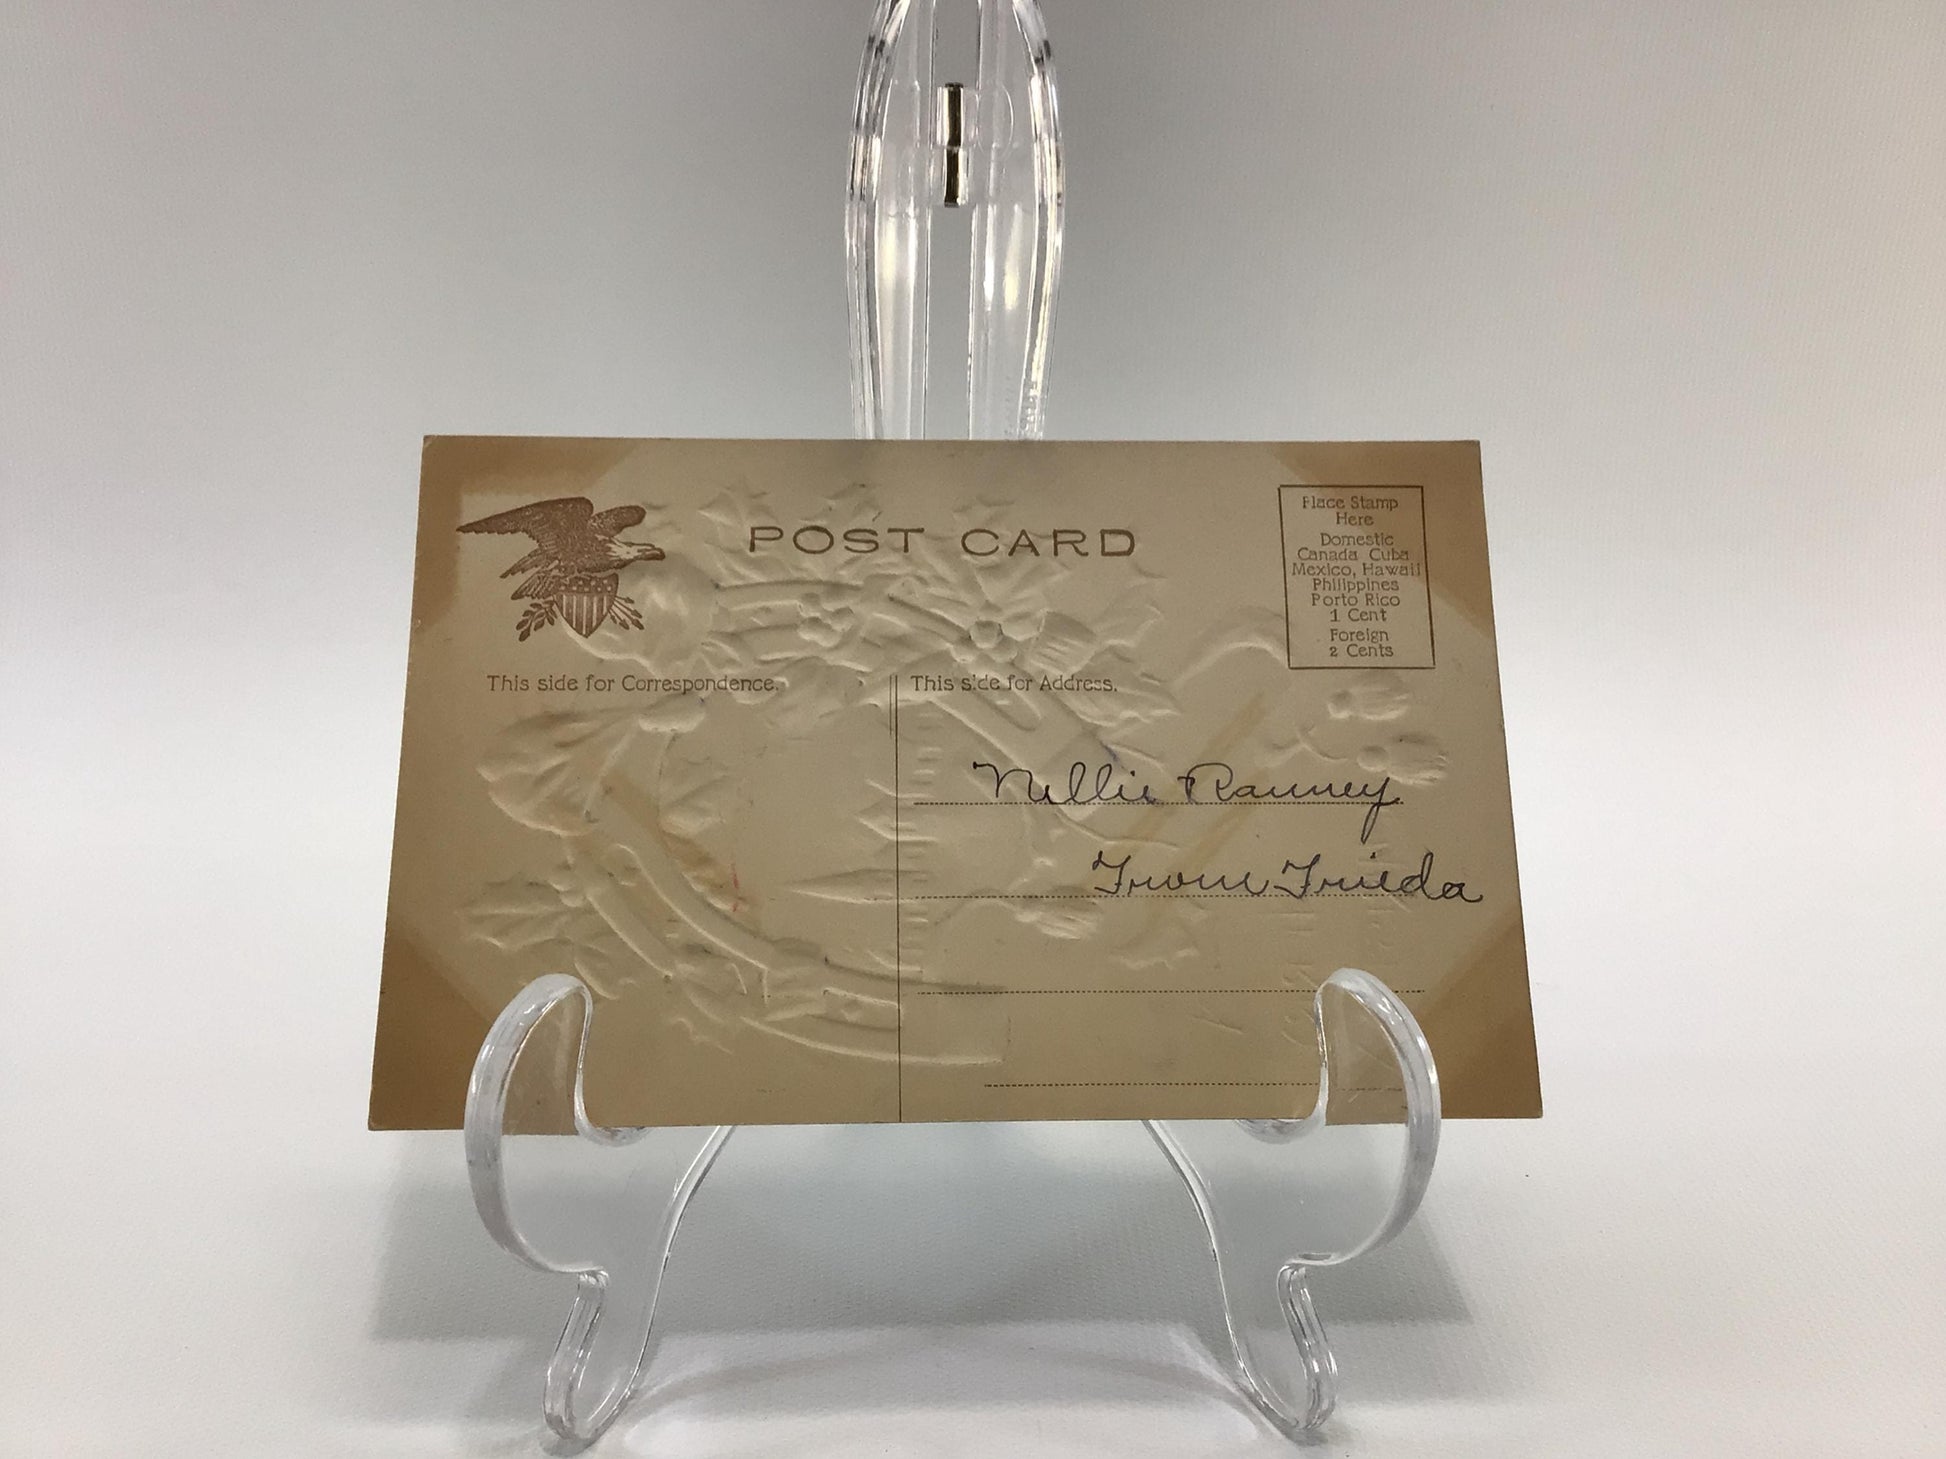 POST CARD
Place Stamp
Here
Domestic
Canada Cuba
Mexico, Hawaii
Philippines
Porto Rico
1 Cent
Foreign
2 Cents
This side for Correspondence.
This side for Address.
Nellie Ranney
From Frieda